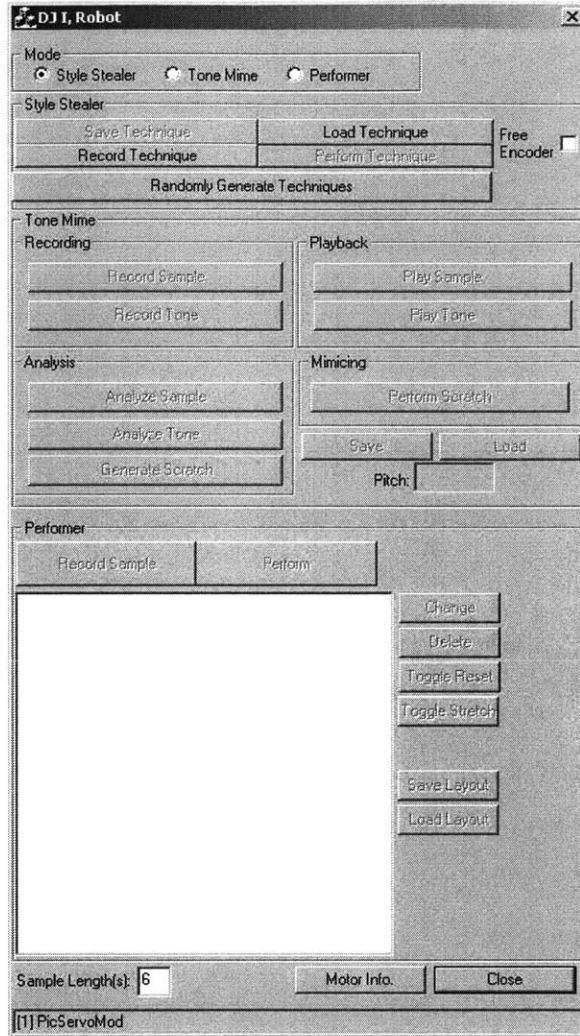 DJ I, Robot
Mode
Style Stealer Tone Mime Performer
Style Stealer
Save Technique Load Technique Free Encoder
Record Technique Perform Technique
Randomly Generate Techniques
Tone Mime
Recording Playback
Record Sample Play Sample
Record Tone Play Tone
Analysis Mimicing
Analyze Sample Perform Scratch
Analyze Tone
Save Load
Generate Scratch
Pitch:
Performer
Record Sample Perform
Change
Delete
Toggle Reset
Toggle Stretch
Save Layout
Load Layout
Sample Length(s): 6 Motor Info. Close
[1] PicServoMod